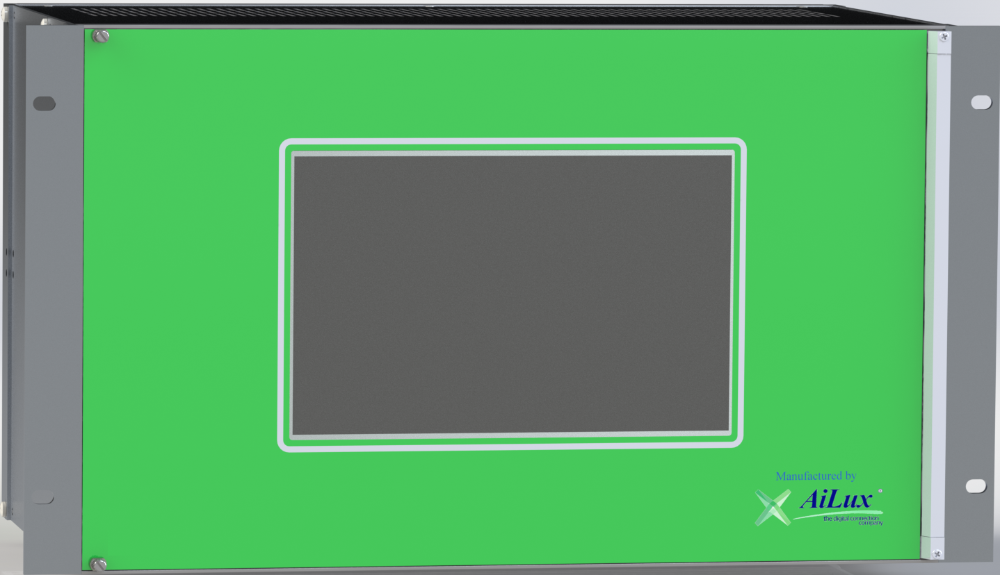 Manufactured by
AiLux ®
the digital connection
company